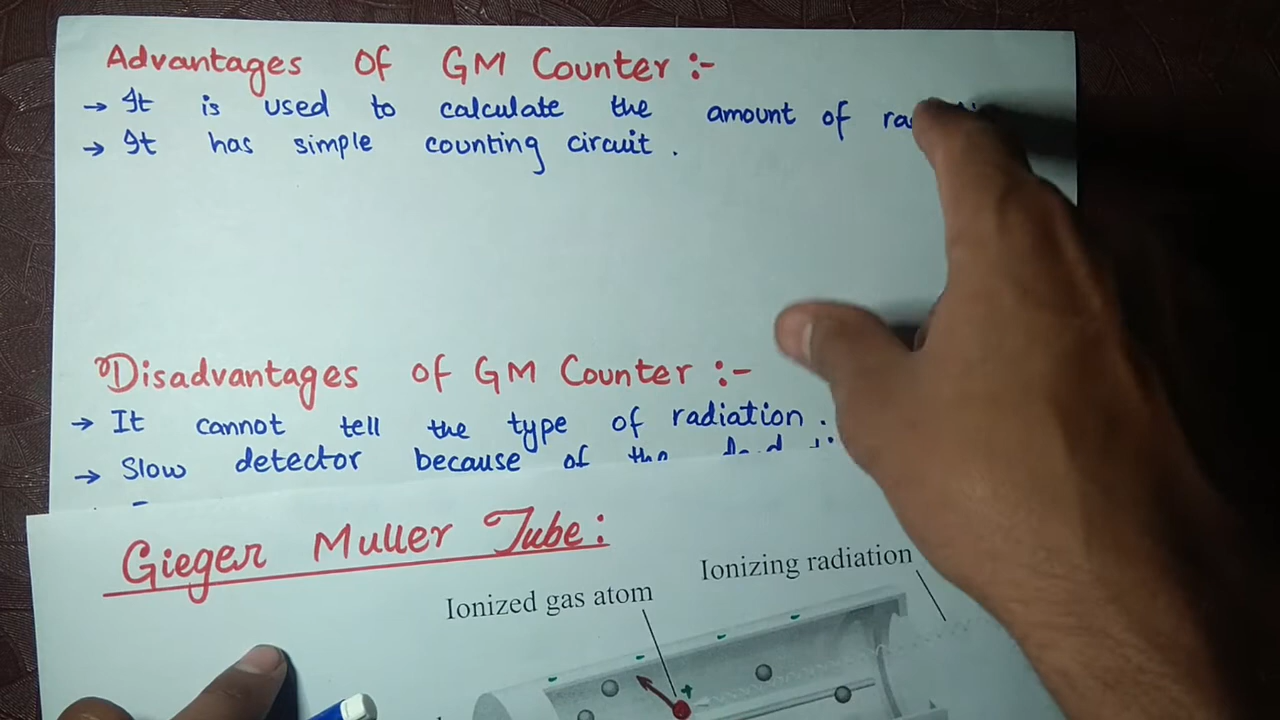 Advantages Of GM Counter :-
→ It is used to calculate the amount of
→ It has simple counting circuit .
Disadvantages of GM Counter :-
→ It cannot tell the type of radiation .
→ Slow detector because of the
Gieger Muller Tube :
Ionizing radiation
Ionized gas atom